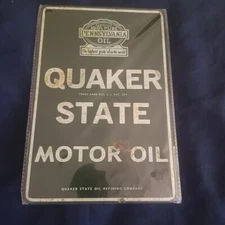 PENNSYLVANIA
OIL
QUAKER
STATE
MOTOR OIL
QUAKER STATE OIL REFINING COMPANY